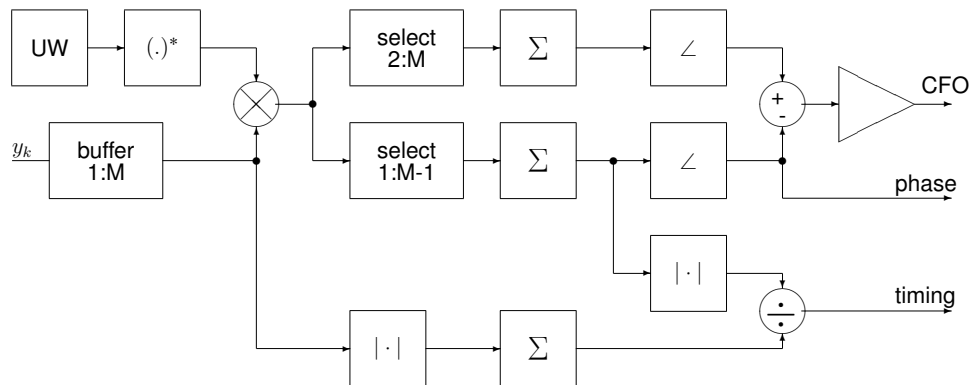 UW
(.)*
select
2:M
Σ
∠
+
-
CFO
y_k
buffer
1:M
select
1:M-1
Σ
∠
phase
|·|
÷
timing
|·|
Σ